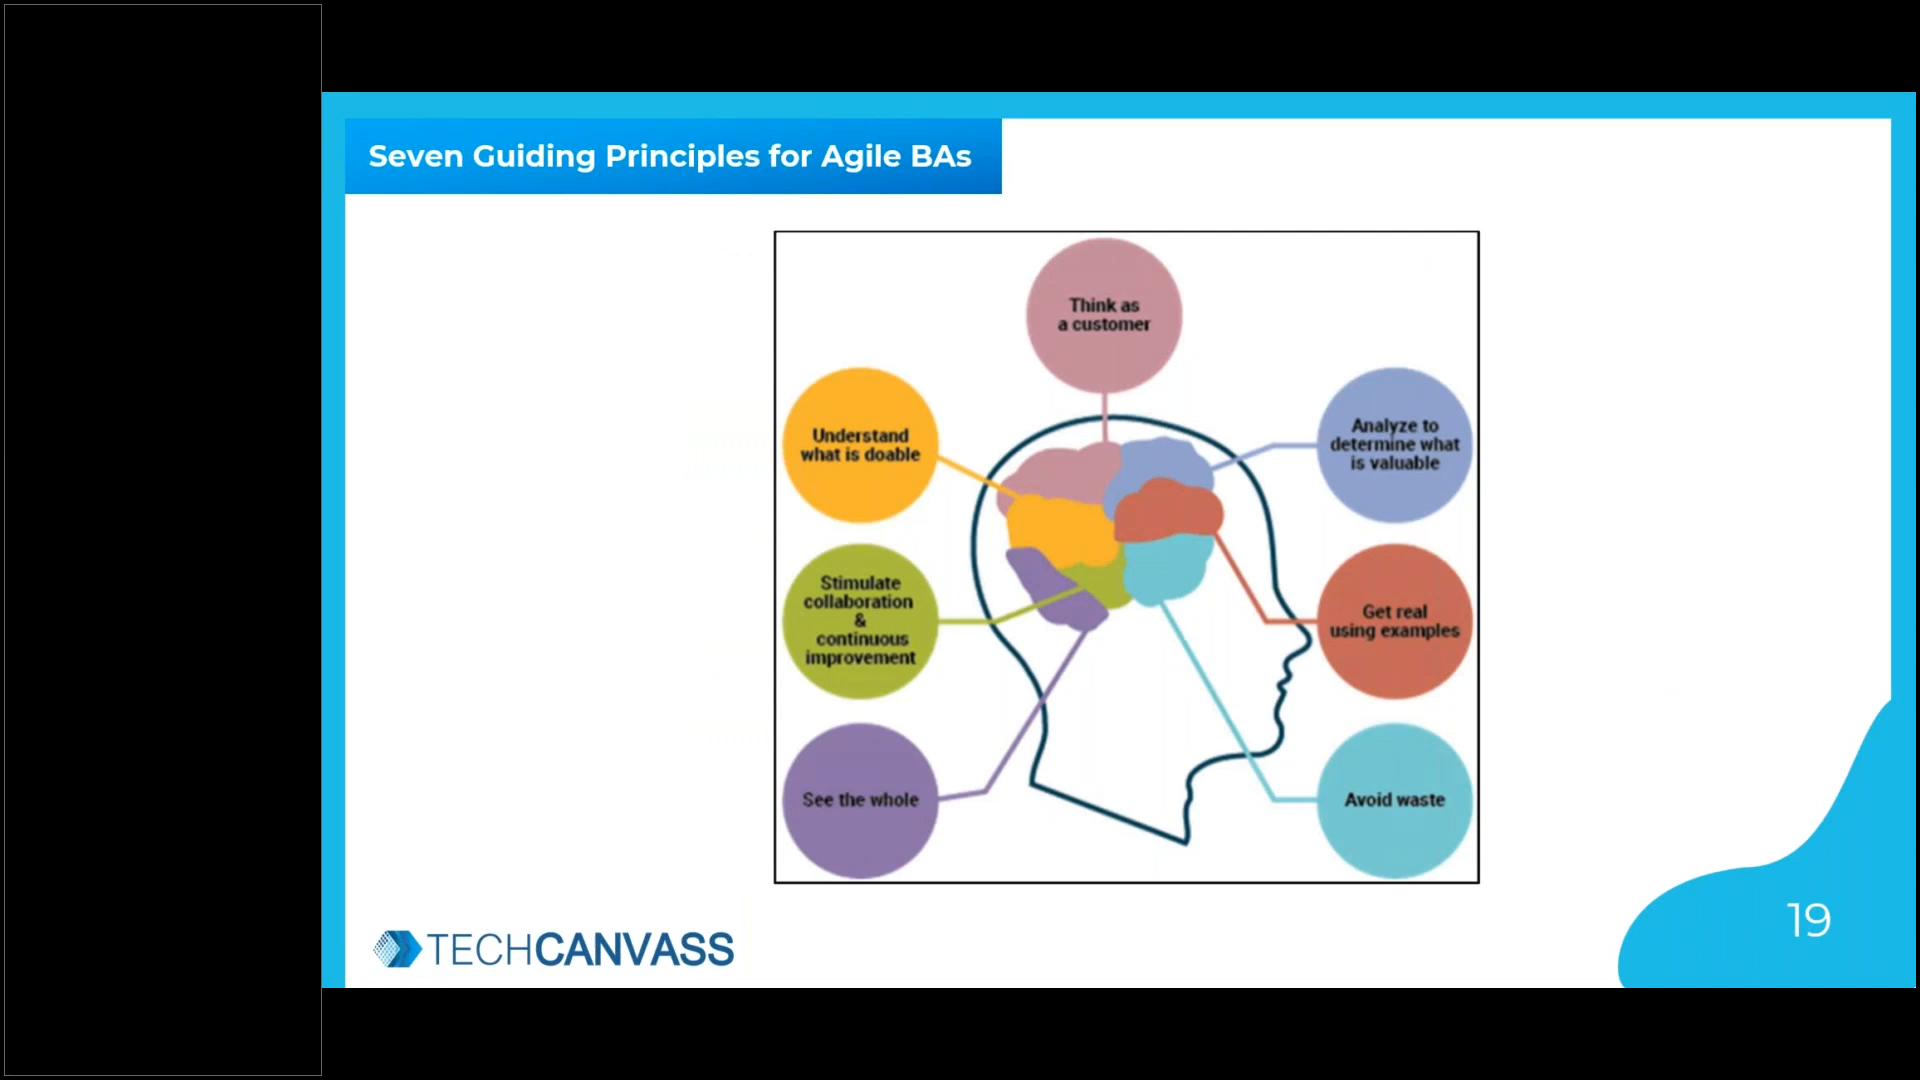 Seven Guiding Principles for Agile BAs
Think as
a customer
Understand
what is doable
Analyze to
determine what
is valuable
Stimulate
collaboration
&
continuous
improvement
Get real
using examples
See the whole
Avoid waste
TECHCANVASS
19